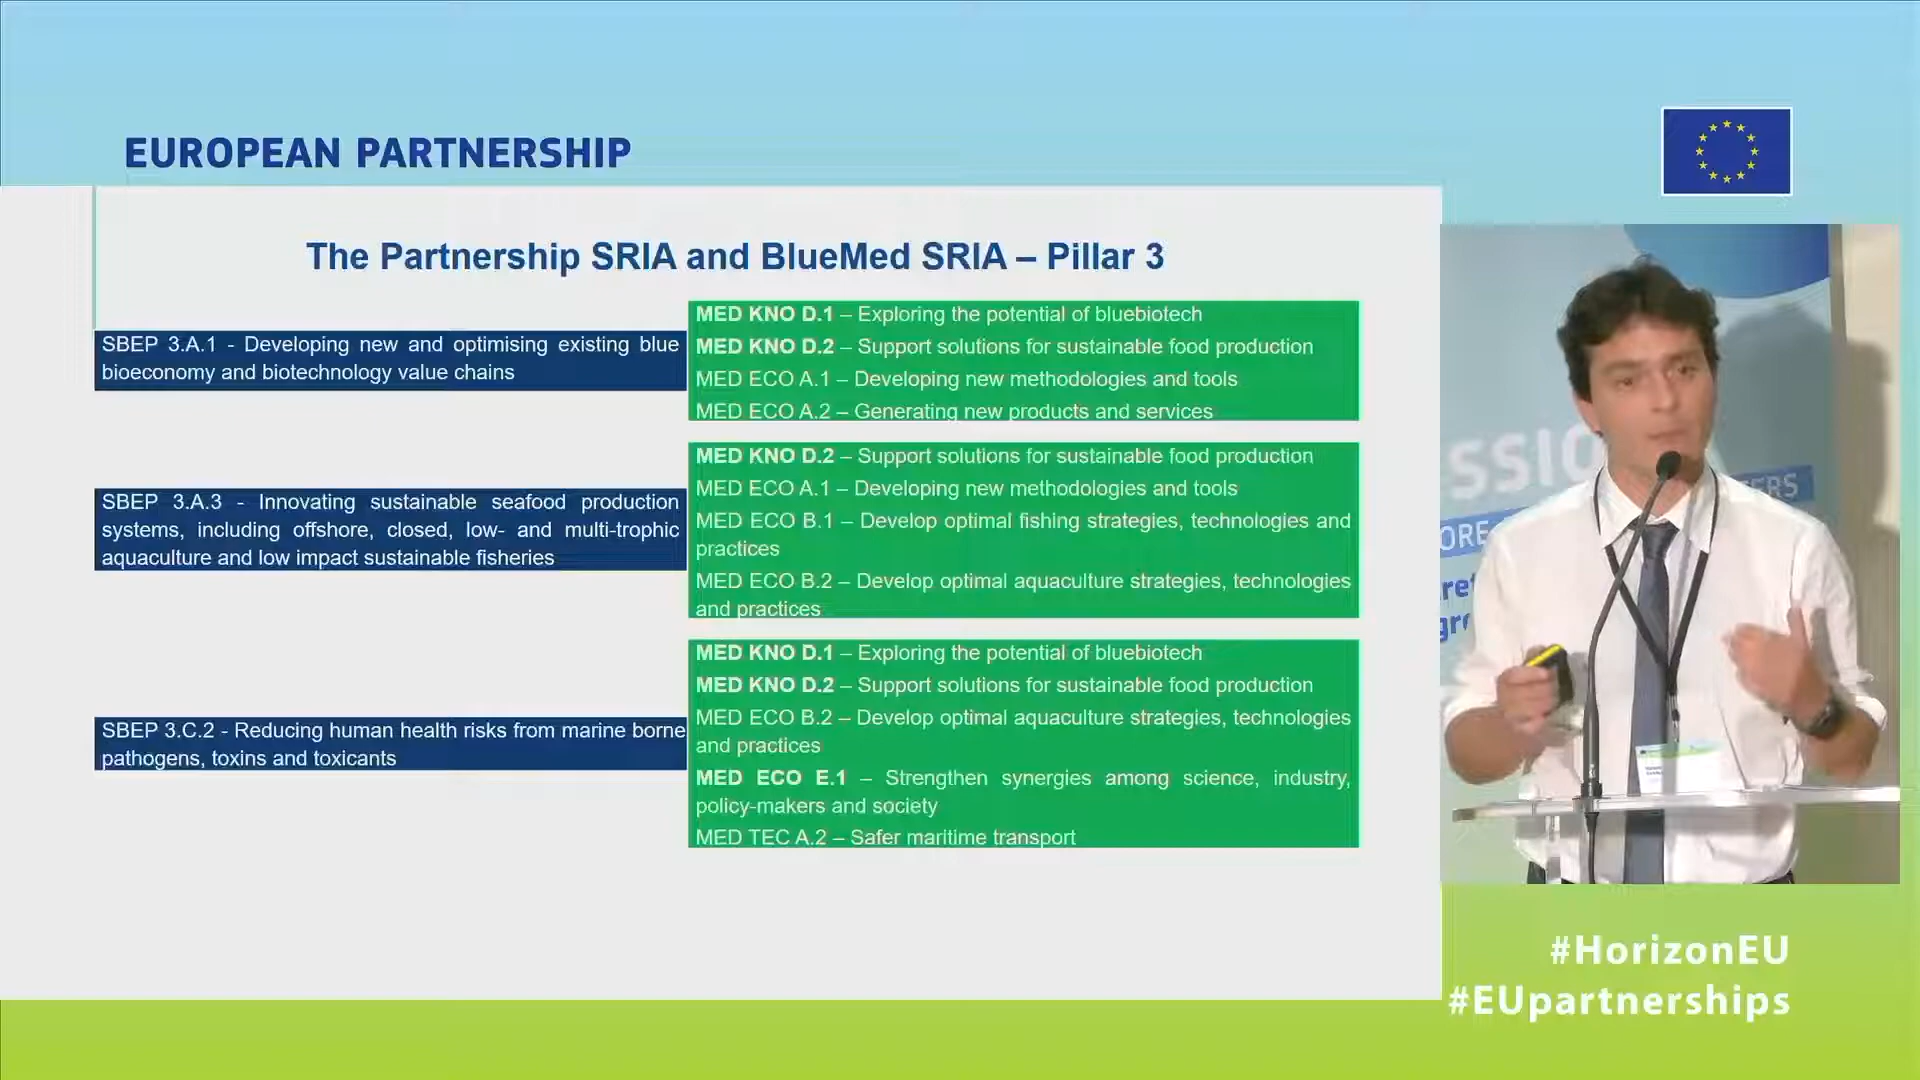 EUROPEAN PARTNERSHIP
The Partnership SRIA and BlueMed SRIA – Pillar 3
SBEP 3.A.1 - Developing new and optimising existing blue
bioeconomy and biotechnology value chains
MED KNO D.1 – Exploring the potential of bluebiotech
MED KNO D.2 – Support solutions for sustainable food production
MED ECO A.1 – Developing new methodologies and tools
MED ECO A.2 – Generating new products and services
SBEP 3.A.3 - Innovating sustainable seafood production
systems, including offshore, closed, low- and multi-trophic
aquaculture and low impact sustainable fisheries
MED KNO D.2 – Support solutions for sustainable food production
MED ECO A.1 – Developing new methodologies and tools
MED ECO B.1 – Develop optimal fishing strategies, technologies and
practices
MED ECO B.2 – Develop optimal aquaculture strategies, technologies
and practices
SBEP 3.C.2 - Reducing human health risks from marine borne
pathogens, toxins and toxicants
MED KNO D.1 – Exploring the potential of bluebiotech
MED KNO D.2 – Support solutions for sustainable food production
MED ECO B.2 – Develop optimal aquaculture strategies, technologies
and practices
MED ECO E.1 – Strengthen synergies among science, industry,
policy-makers and society
MED TEC A.2 – Safer maritime transport
SSIO
ERS
ORE
#HorizonEU
#EUpartnerships